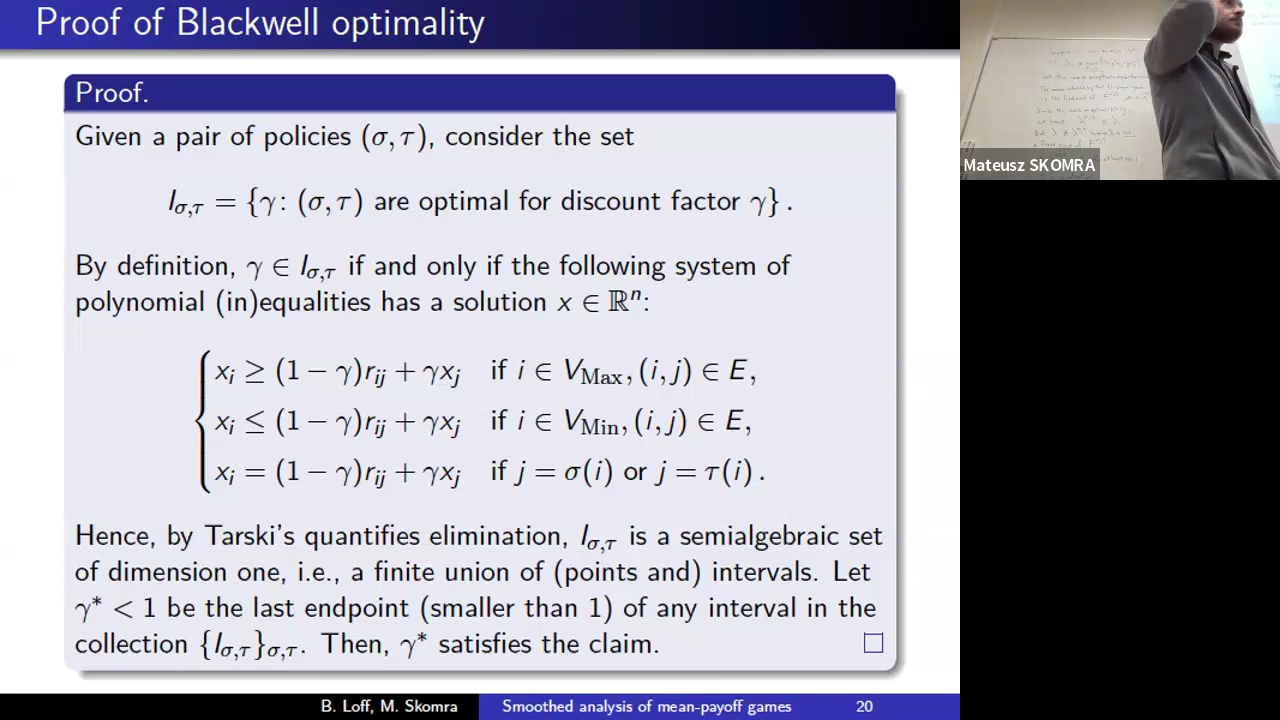 Proof of Blackwell optimality
Proof.
Given a pair of policies (σ, τ), consider the set
I_{σ,τ} = {γ: (σ, τ) are optimal for discount factor γ} .
By definition, γ ∈ I_{σ,τ} if and only if the following system of
polynomial (in)equalities has a solution x ∈ ℝⁿ:
x_i ≥ (1 − γ)r_{ij} + γx_j if i ∈ V_Max, (i, j) ∈ E,
x_i ≤ (1 − γ)r_{ij} + γx_j if i ∈ V_Min, (i, j) ∈ E,
x_i = (1 − γ)r_{ij} + γx_j if j = σ(i) or j = τ(i) .
Hence, by Tarski's quantifies elimination, I_{σ,τ} is a semialgebraic set
of dimension one, i.e., a finite union of (points and) intervals. Let
γ* < 1 be the last endpoint (smaller than 1) of any interval in the
collection {I_{σ,τ}}_{σ,τ}. Then, γ* satisfies the claim. □
B. Loff, M. Skomra Smoothed analysis of mean-payoff games 20
Mateusz SKOMRA